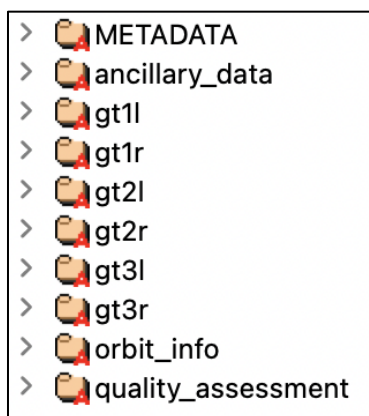 METADATA
ancillary_data
gt1l
gt1r
gt2l
gt2r
gt3l
gt3r
orbit_info
quality_assessment